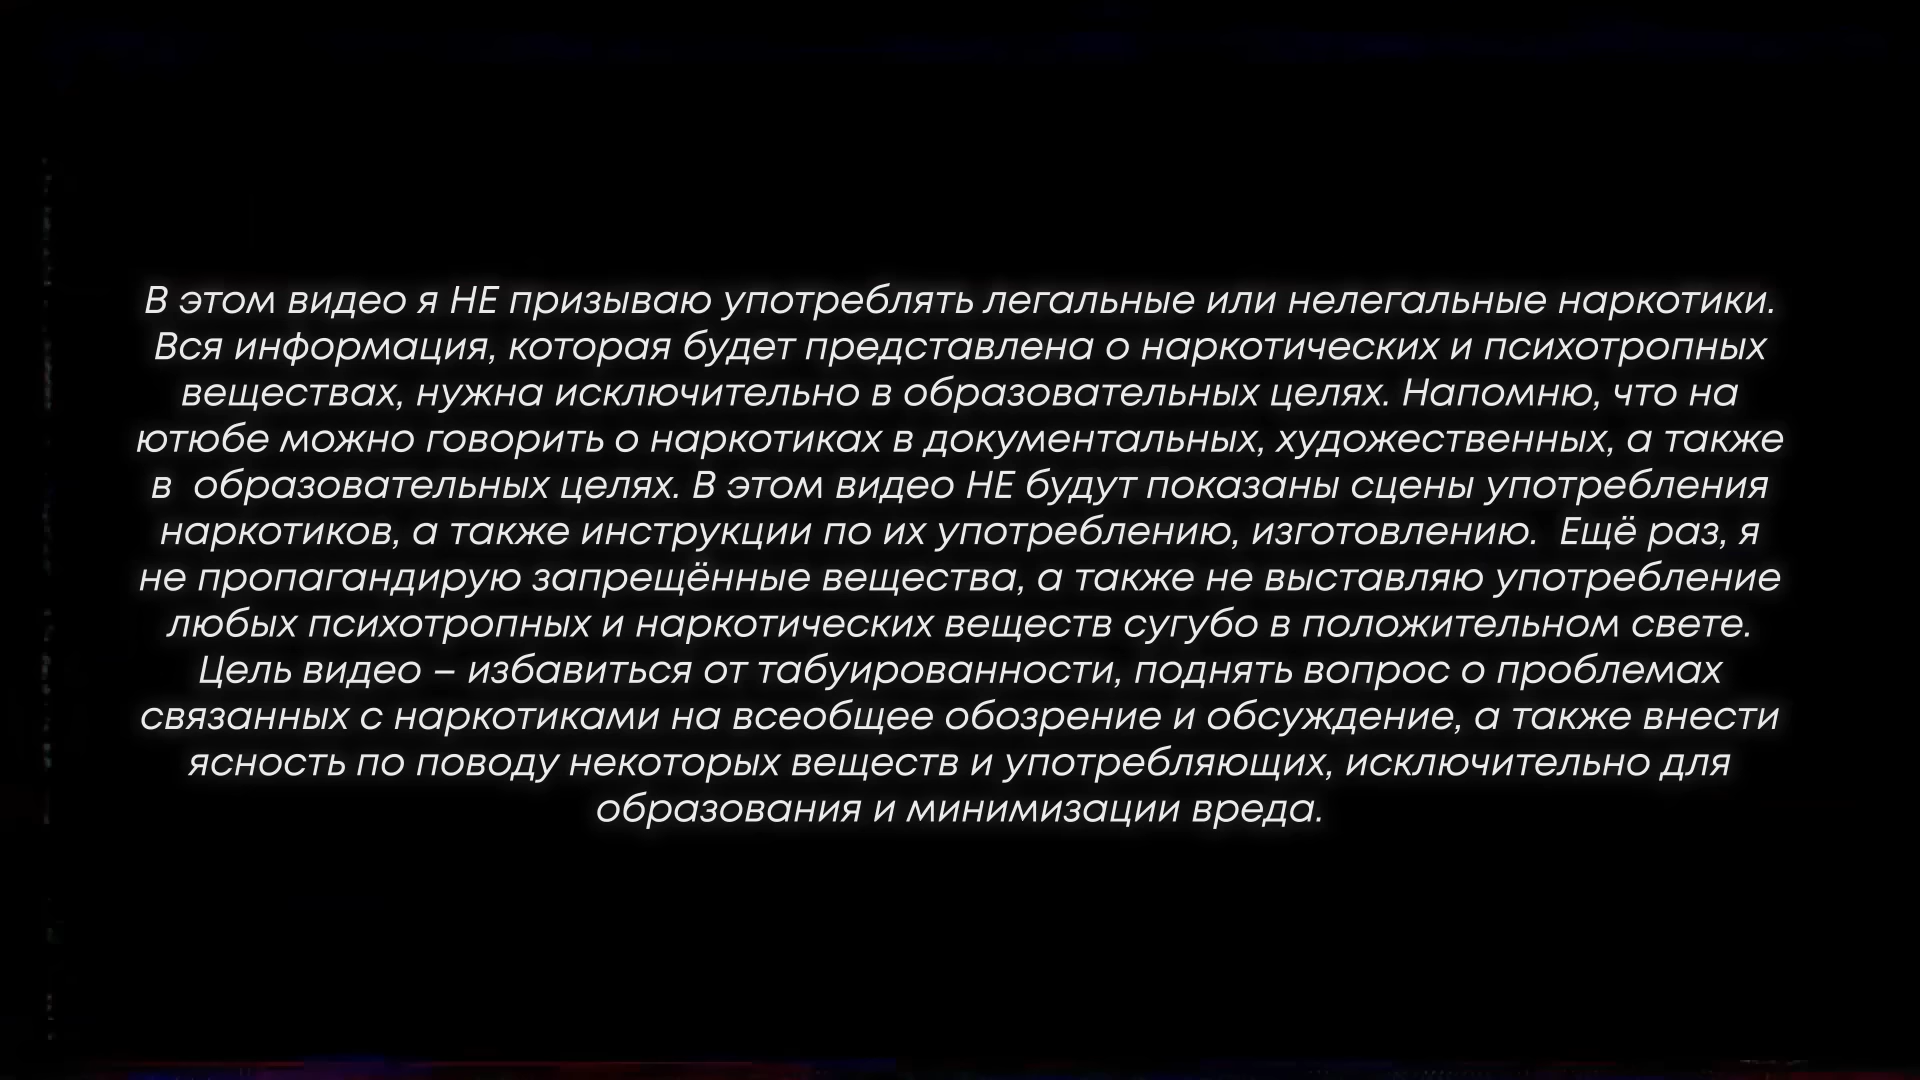 В этом видео я НЕ призываю употреблять легальные или нелегальные наркотики.
Вся информация, которая будет представлена о наркотических и психотропных
веществах, нужна исключительно в образовательных целях. Напомню, что на
ютюбе можно говорить о наркотиках в документальных, художественных, а также
в  образовательных целях. В этом видео НЕ будут показаны сцены употребления
наркотиков, а также инструкции по их употреблению, изготовлению.  Ещё раз, я
не пропагандирую запрещённые вещества, а также не выставляю употребление
любых психотропных и наркотических веществ сугубо в положительном свете.
Цель видео – избавиться от табуированности, поднять вопрос о проблемах
связанных с наркотиками на всеобщее обозрение и обсуждение, а также внести
ясность по поводу некоторых веществ и употребляющих, исключительно для
образования и минимизации вреда.